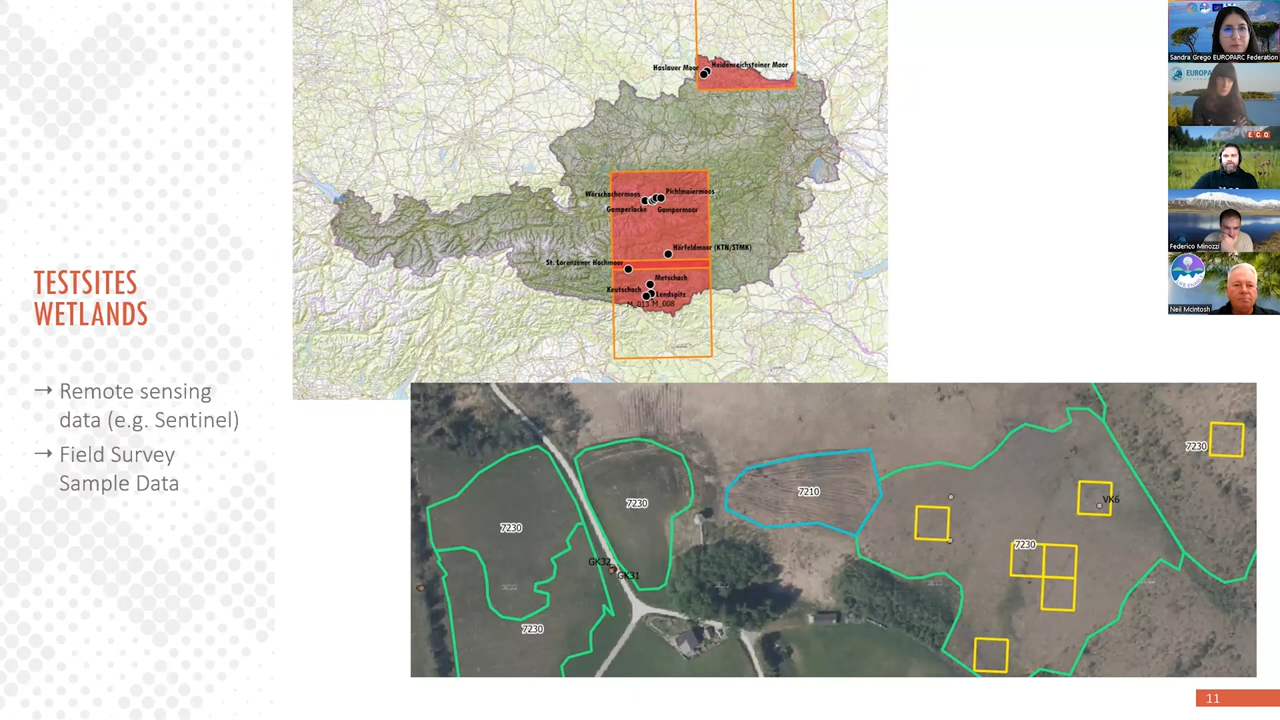 TESTSITES
WETLANDS
→ Remote sensing
data (e.g. Sentinel)
→ Field Survey
Sample Data
Haslauer Moor
Heidenreichsteiner Moor
Wörschachermoos
Pichlmaiermoos
Gamperlacke
Gampermoor
Hörfeldmoor (KTN/STMK)
St. Lorenzener Hochmoor
Metschach
Keutschach
Lendspitz
M_013 M_008
7230
7230
7230
GK32
GK31
7210
7230
VK6
7230
Sandra Grego EUROPARC Federation
E.C.O.
Federico Minozzi
Neil McIntosh
11